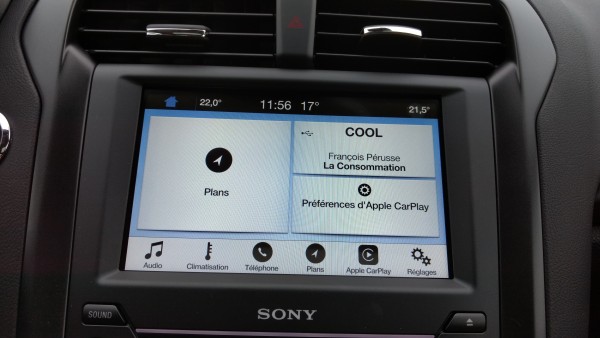 22,0° 11:56 17° 21,5°
COOL
François Pérusse
La Consommation
Plans
Préférences d'Apple CarPlay
Audio Climatisation Téléphone Plans Apple CarPlay Réglages
SOUND
SONY